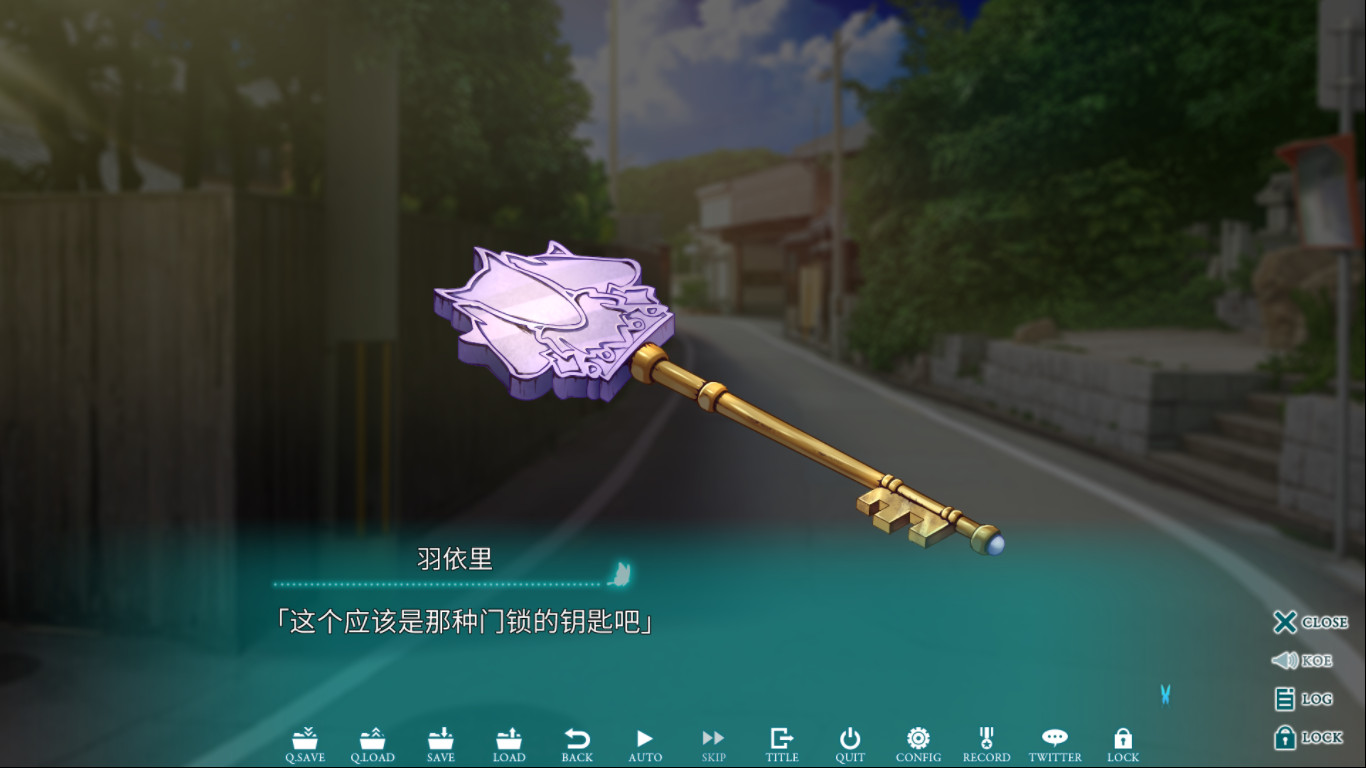 羽依里
「这个应该是那种门锁的钥匙吧」
CLOSE
KOE
LOG
LOCK
Q.SAVE
Q.LOAD
SAVE
LOAD
BACK
AUTO
SKIP
TITLE
QUIT
CONFIG
RECORD
TWITTER
LOCK